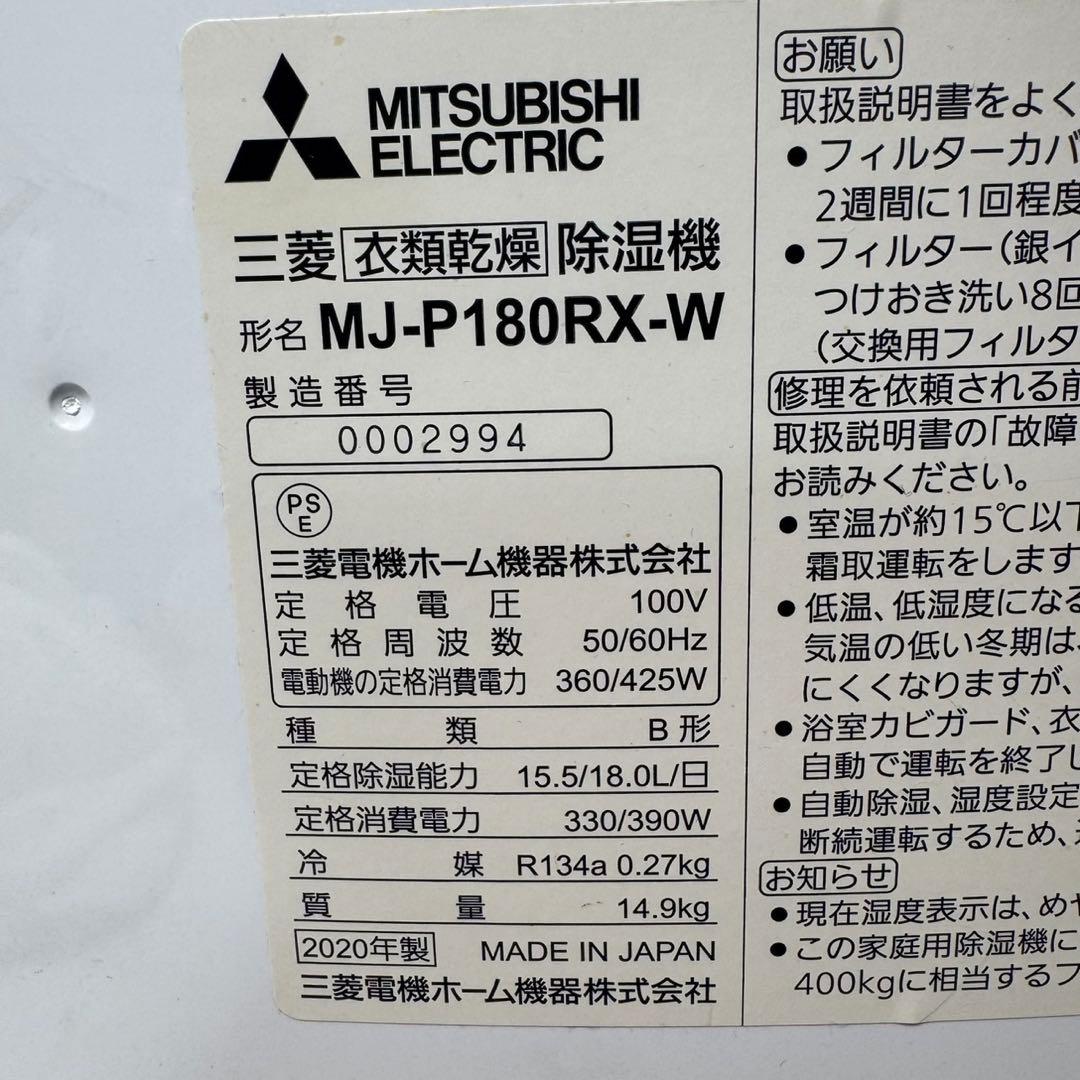 MITSUBISHI
ELECTRIC
三菱 衣類乾燥 除湿機
形名 MJ-P180RX-W
製造番号
0002994
PS
E
三菱電機ホーム機器株式会社
定格電圧 100V
定格周波数 50/60Hz
電動機の定格消費電力 360/425W
種類 B形
定格除湿能力 15.5/18.0L/日
定格消費電力 330/390W
冷媒 R134a 0.27kg
質量 14.9kg
2020年製 MADE IN JAPAN
三菱電機ホーム機器株式会社
お願い
取扱説明書をよく
●フィルターカバ
2週間に1回程度
●フィルター(銀イ
つけおき洗い8回
(交換用フィルタ
修理を依頼される前
取扱説明書の「故障
お読みください。
●室温が約15℃以下
霜取運転をします
●低温、低湿度になる
気温の低い冬期は、
にくくなりますが、
●浴室カビガード、衣
自動で運転を終了し
●自動除湿、湿度設定
断続運転するため、
お知らせ
●現在湿度表示は、めや
●この家庭用除湿機に
400kgに相当するフ